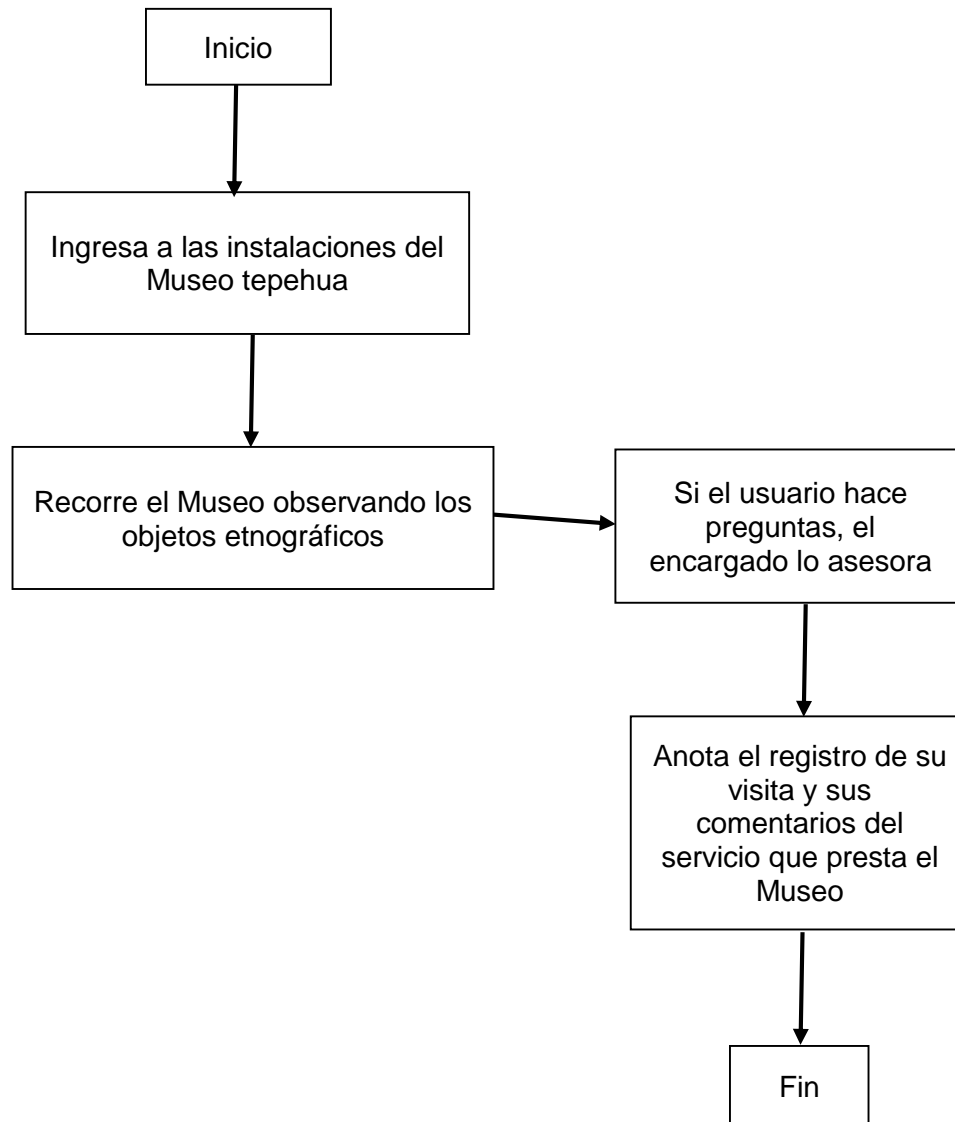 Inicio
Ingresa a las instalaciones del
Museo tepehua
Recorre el Museo observando los
objetos etnográficos
Si el usuario hace
preguntas, el
encargado lo asesora
Anota el registro de su
visita y sus
comentarios del
servicio que presta el
Museo
Fin